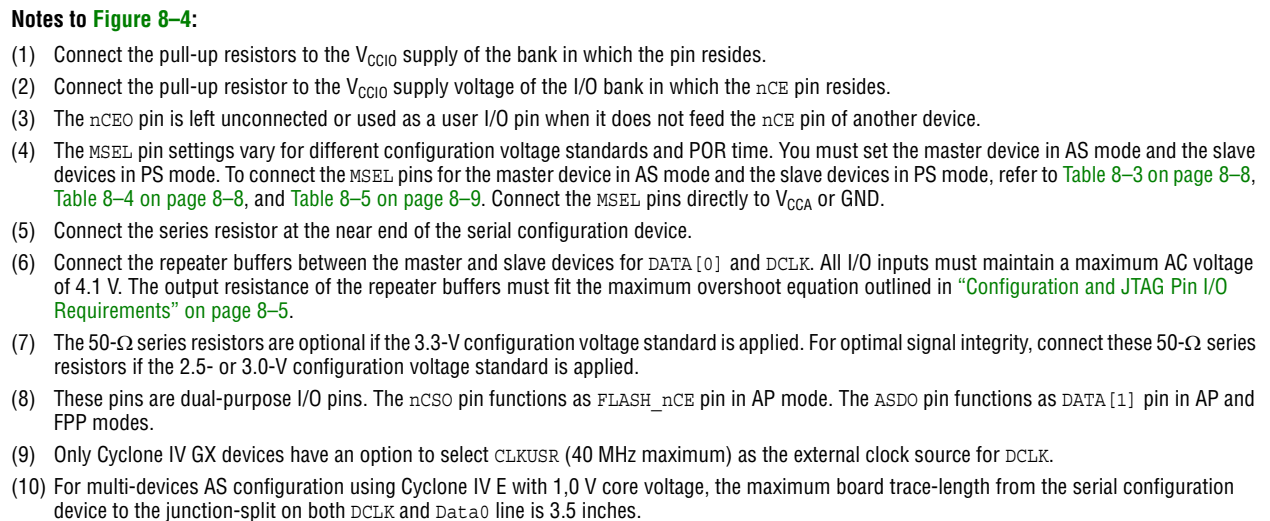 Notes to Figure 8–4:
(1) Connect the pull-up resistors to the VCCIO supply of the bank in which the pin resides.
(2) Connect the pull-up resistor to the VCCIO supply voltage of the I/O bank in which the nCE pin resides.
(3) The nCEO pin is left unconnected or used as a user I/O pin when it does not feed the nCE pin of another device.
(4) The MSEL pin settings vary for different configuration voltage standards and POR time. You must set the master device in AS mode and the slave
devices in PS mode. To connect the MSEL pins for the master device in AS mode and the slave devices in PS mode, refer to Table 8–3 on page 8–8,
Table 8–4 on page 8–8, and Table 8–5 on page 8–9. Connect the MSEL pins directly to VCCA or GND.
(5) Connect the series resistor at the near end of the serial configuration device.
(6) Connect the repeater buffers between the master and slave devices for DATA[0] and DCLK. All I/O inputs must maintain a maximum AC voltage
of 4.1 V. The output resistance of the repeater buffers must fit the maximum overshoot equation outlined in “Configuration and JTAG Pin I/O
Requirements” on page 8–5.
(7) The 50-Ω series resistors are optional if the 3.3-V configuration voltage standard is applied. For optimal signal integrity, connect these 50-Ω series
resistors if the 2.5- or 3.0-V configuration voltage standard is applied.
(8) These pins are dual-purpose I/O pins. The nCSO pin functions as FLASH_nCE pin in AP mode. The ASDO pin functions as DATA[1] pin in AP and
FPP modes.
(9) Only Cyclone IV GX devices have an option to select CLKUSR (40 MHz maximum) as the external clock source for DCLK.
(10) For multi-devices AS configuration using Cyclone IV E with 1,0 V core voltage, the maximum board trace-length from the serial configuration
device to the junction-split on both DCLK and Data0 line is 3.5 inches.